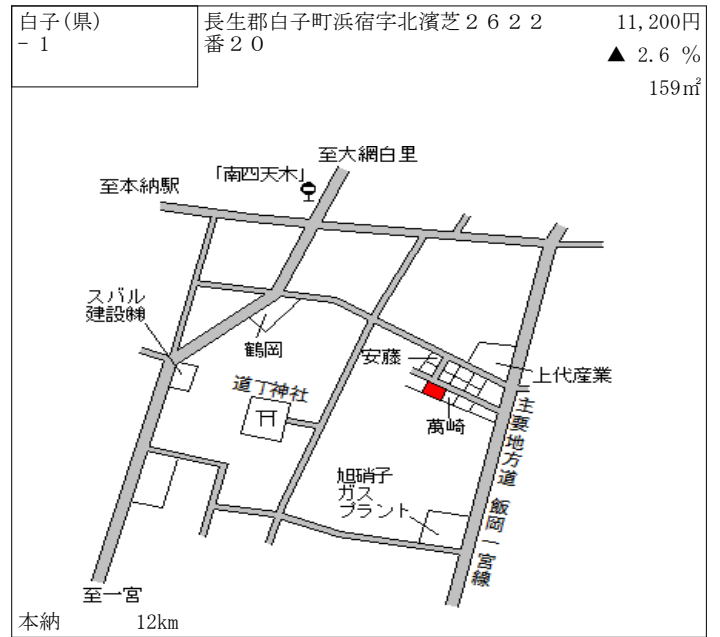 白子(県)
- 1
長生郡白子町浜宿字北濱芝２６２２
番２０
11,200円
▲ 2.6 %
159㎡
至大網白里
「南四天木」
至本納駅
スバル
建設㈱
鶴岡
安藤
上代産業
道丁神社
萬崎
主要地方道 飯岡一宮線
旭硝子
ガス
プラント
至一宮
本納 12km